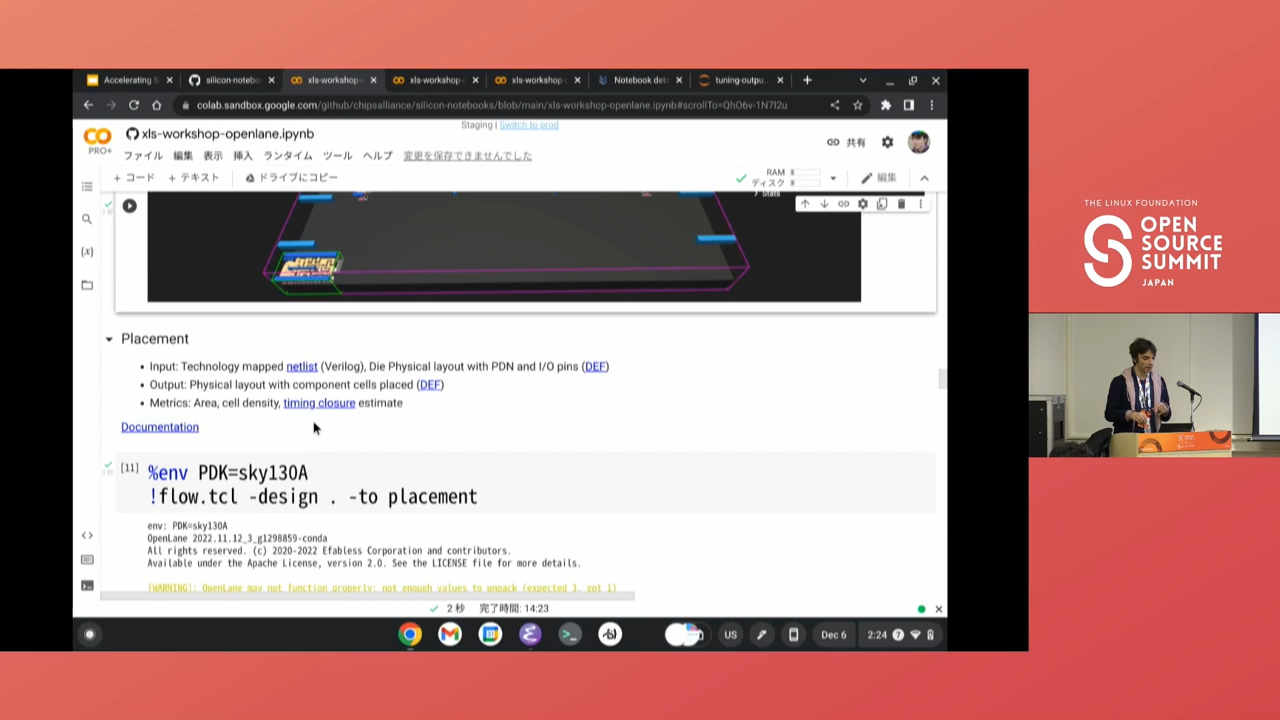 Accelerating S
silicon-notebo
xls-workshop-
xls-workshop-
xls-workshop-
Notebook deta
tuning-outpu
colab.sandbox.google.com/github/chipsalliance/silicon-notebooks/blob/main/xls-workshop-openlane.ipynb#scrollTo=QhO6v-1N7I2u
PRO+
xls-workshop-openlane.ipynb
Staging | Switch to prod
共有
ファイル 編集 表示 挿入 ランタイム ツール ヘルプ 変更を保存できませんでした
+ コード + テキスト ドライブにコピー
RAM
ディスク
編集
Placement
• Input: Technology mapped netlist (Verilog), Die Physical layout with PDN and I/O pins (DEF)
• Output: Physical layout with component cells placed (DEF)
• Metrics: Area, cell density, timing closure estimate
Documentation
[11] %env PDK=sky130A
!flow.tcl -design . -to placement
env: PDK=sky130A
OpenLane 2022.11.12_3_g1298859-conda
All rights reserved. (c) 2020-2022 Efabless Corporation and contributors.
Available under the Apache License, version 2.0. See the LICENSE file for more details.
[WARNING]: OpenLane may not function properly: not enough values to unpack (expected 3, got 1)
2 秒 完了時間: 14:23
US
Dec 6
2:24
THE LINUX FOUNDATION
OPEN
SOURCE
SUMMIT
JAPAN